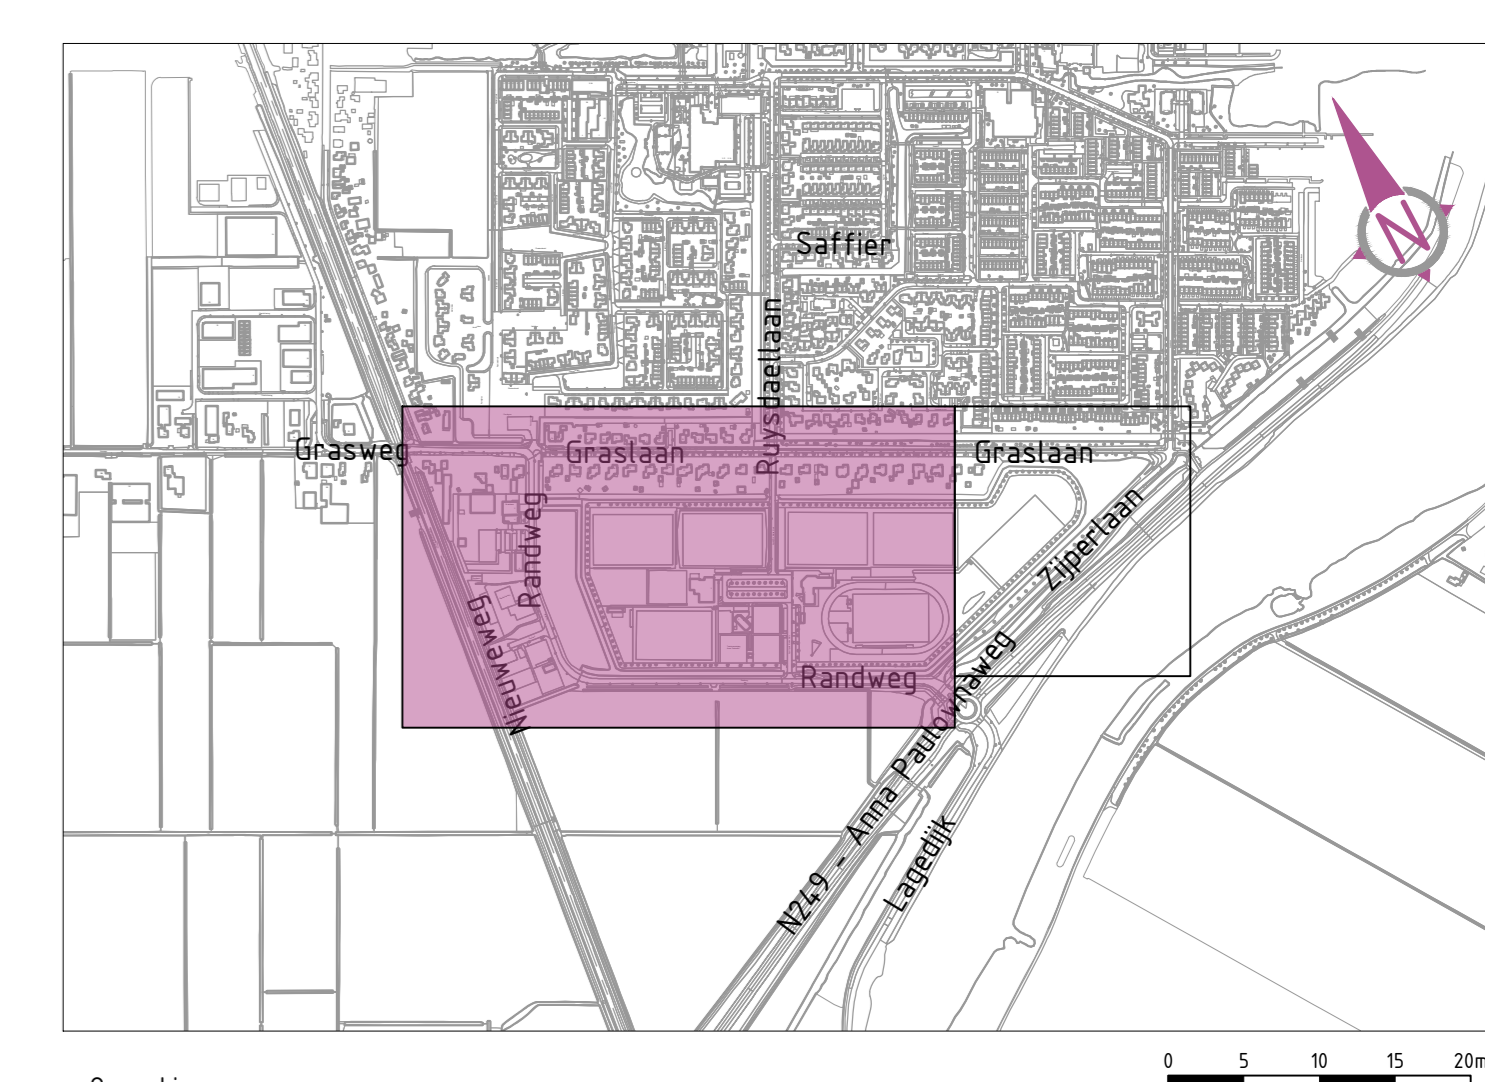 Saffier
N
Ruysdaellaan
Grasweg
Graslaan
Graslaan
Randweg
Zijperlaan
Nieuweweg
Randweg
N249 - Anna Paulownaweg
Lagedijk
0 5 10 15 20m